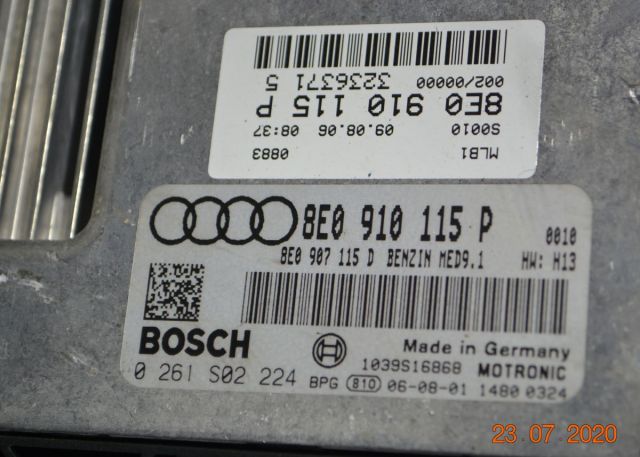 002/00000
3236371 5
8E0 910 115 P
S0010 09.08.06 08:37
MLB1 0883
8E0 910 115 P 0010
8E0 907 115 D BENZIN MED9.1 HW: H13
BOSCH Made in Germany
1039S16868 MOTRONIC
0 261 S02 224 BPG 810 06-08-01 1480 0324
23.07.2020